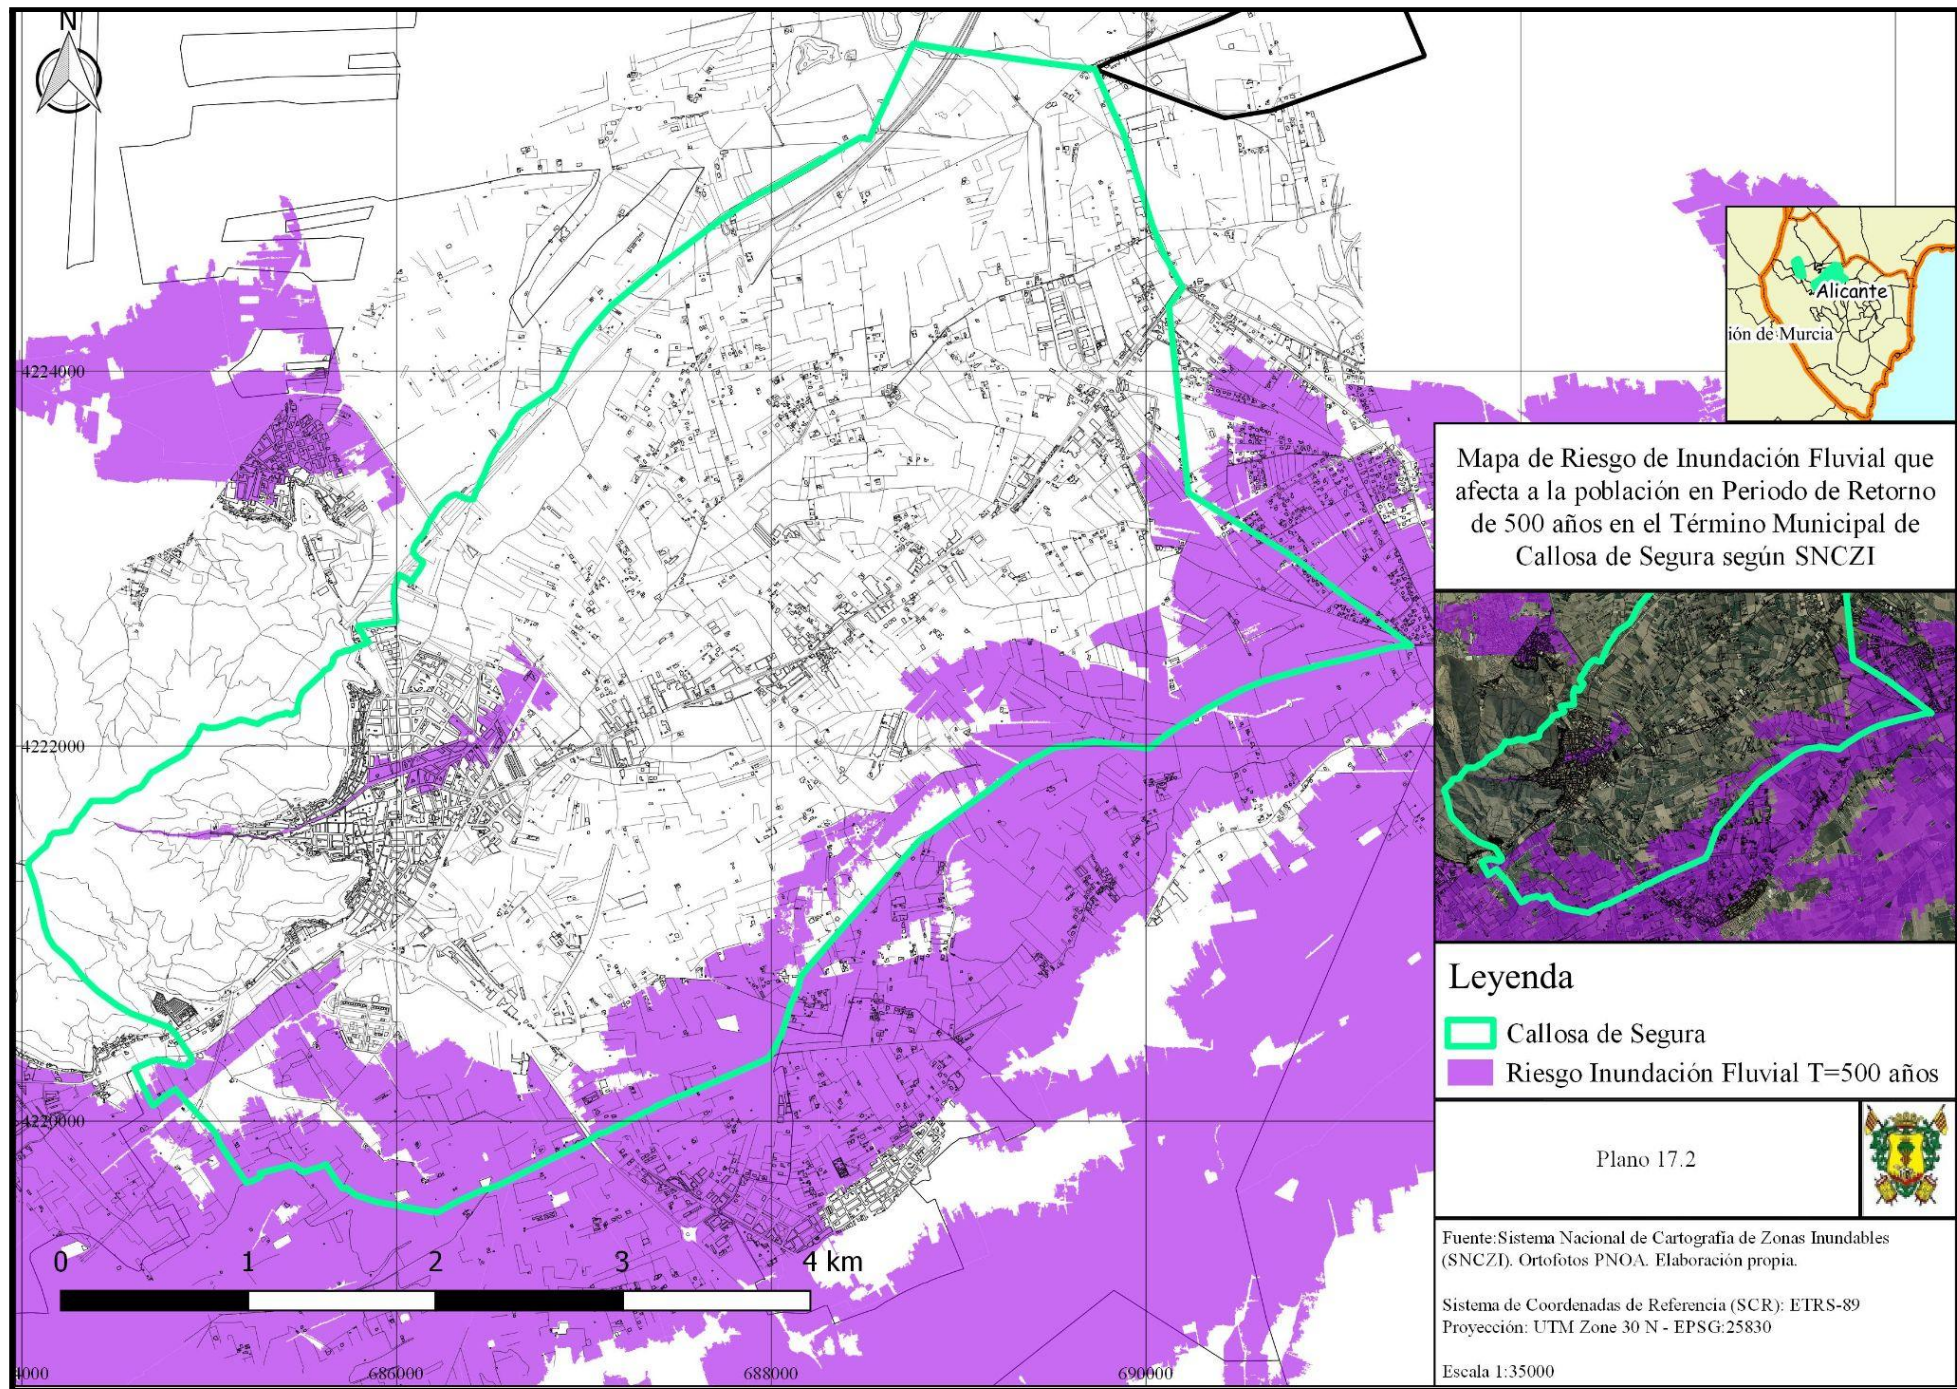 N
Alicante
ión de Murcia
4224000
4222000
4220000
Mapa de Riesgo de Inundación Fluvial que
afecta a la población en Periodo de Retorno
de 500 años en el Término Municipal de
Callosa de Segura según SNCZI
Leyenda
Callosa de Segura
Riesgo Inundación Fluvial T=500 años
Plano 17.2
Fuente:Sistema Nacional de Cartografía de Zonas Inundables
(SNCZI). Ortofotos PNOA. Elaboración propia.
Sistema de Coordenadas de Referencia (SCR): ETRS-89
Proyección: UTM Zone 30 N - EPSG:25830
Escala 1:35000
0 1 2 3 4 km
4000 686000 688000 690000